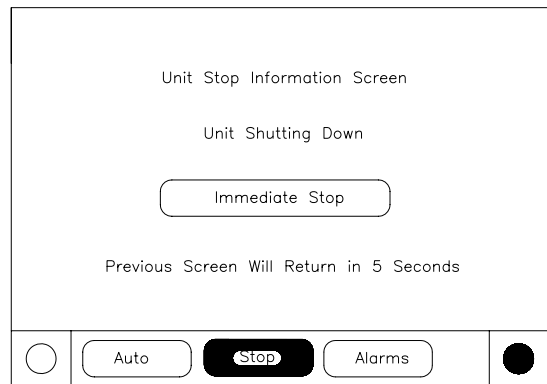 Unit Stop Information Screen
Unit Shutting Down
Immediate Stop
Previous Screen Will Return in 5 Seconds
Auto Stop Alarms